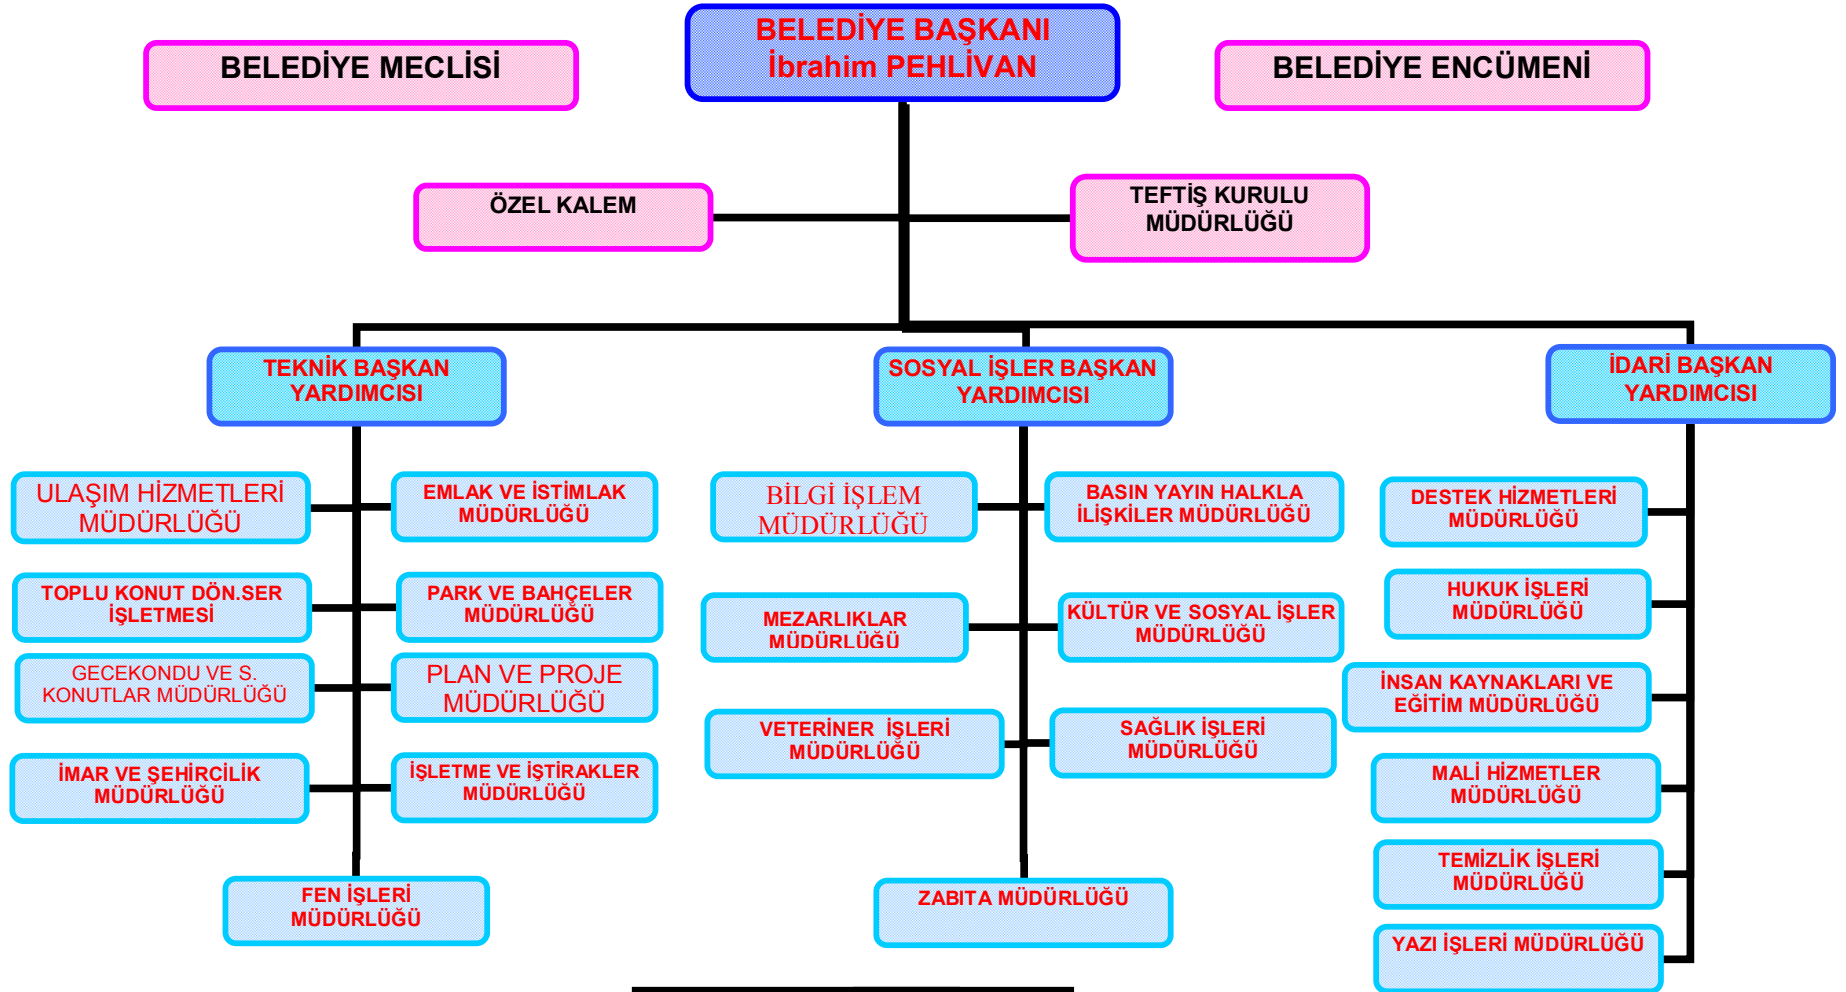 BELEDİYE BAŞKANI
İbrahim PEHLİVAN
BELEDİYE MECLİSİ
BELEDİYE ENCÜMENİ
ÖZEL KALEM
TEFTİŞ KURULU
MÜDÜRLÜĞÜ
TEKNİK BAŞKAN
YARDIMCISI
SOSYAL İŞLER BAŞKAN
YARDIMCISI
İDARİ BAŞKAN
YARDIMCISI
ULAŞIM HİZMETLERİ
MÜDÜRLÜĞÜ
EMLAK VE İSTİMLAK
MÜDÜRLÜĞÜ
TOPLU KONUT DÖN.SER
İŞLETMESİ
PARK VE BAHÇELER
MÜDÜRLÜĞÜ
GECEKONDU VE S.
KONUTLAR MÜDÜRLÜĞÜ
PLAN VE PROJE
MÜDÜRLÜĞÜ
İMAR VE ŞEHİRCİLİK
MÜDÜRLÜĞÜ
İŞLETME VE İŞTİRAKLER
MÜDÜRLÜĞÜ
FEN İŞLERİ
MÜDÜRLÜĞÜ
BİLGİ İŞLEM
MÜDÜRLÜĞÜ
BASIN YAYIN HALKLA
İLİŞKİLER MÜDÜRLÜĞÜ
MEZARLIKLAR
MÜDÜRLÜĞÜ
KÜLTÜR VE SOSYAL İŞLER
MÜDÜRLÜĞÜ
VETERİNER İŞLERİ
MÜDÜRLÜĞÜ
SAĞLIK İŞLERİ
MÜDÜRLÜĞÜ
ZABITA MÜDÜRLÜĞÜ
DESTEK HİZMETLERİ
MÜDÜRLÜĞÜ
HUKUK İŞLERİ
MÜDÜRLÜĞÜ
İNSAN KAYNAKLARI VE
EĞİTİM MÜDÜRLÜĞÜ
MALİ HİZMETLER
MÜDÜRLÜĞÜ
TEMİZLİK İŞLERİ
MÜDÜRLÜĞÜ
YAZI İŞLERİ MÜDÜRLÜĞÜ